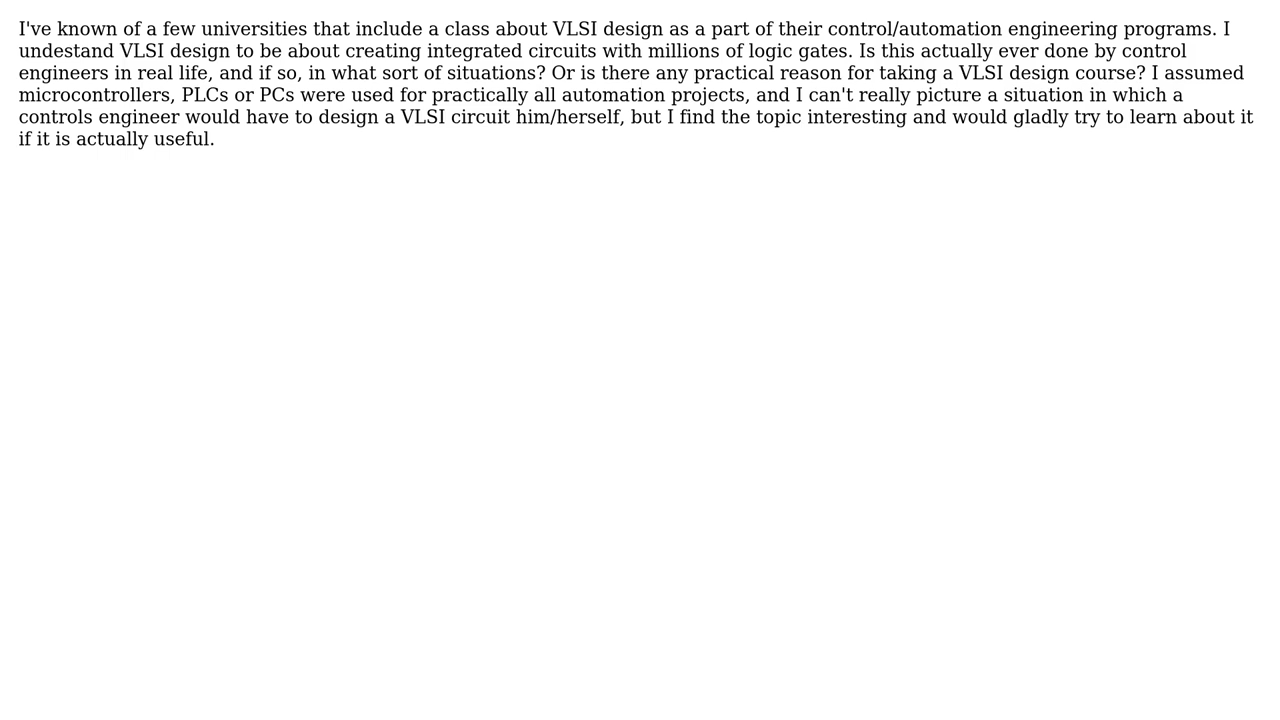 I've known of a few universities that include a class about VLSI design as a part of their control/automation engineering programs. I
undestand VLSI design to be about creating integrated circuits with millions of logic gates. Is this actually ever done by control
engineers in real life, and if so, in what sort of situations? Or is there any practical reason for taking a VLSI design course? I assumed
microcontrollers, PLCs or PCs were used for practically all automation projects, and I can't really picture a situation in which a
controls engineer would have to design a VLSI circuit him/herself, but I find the topic interesting and would gladly try to learn about it
if it is actually useful.